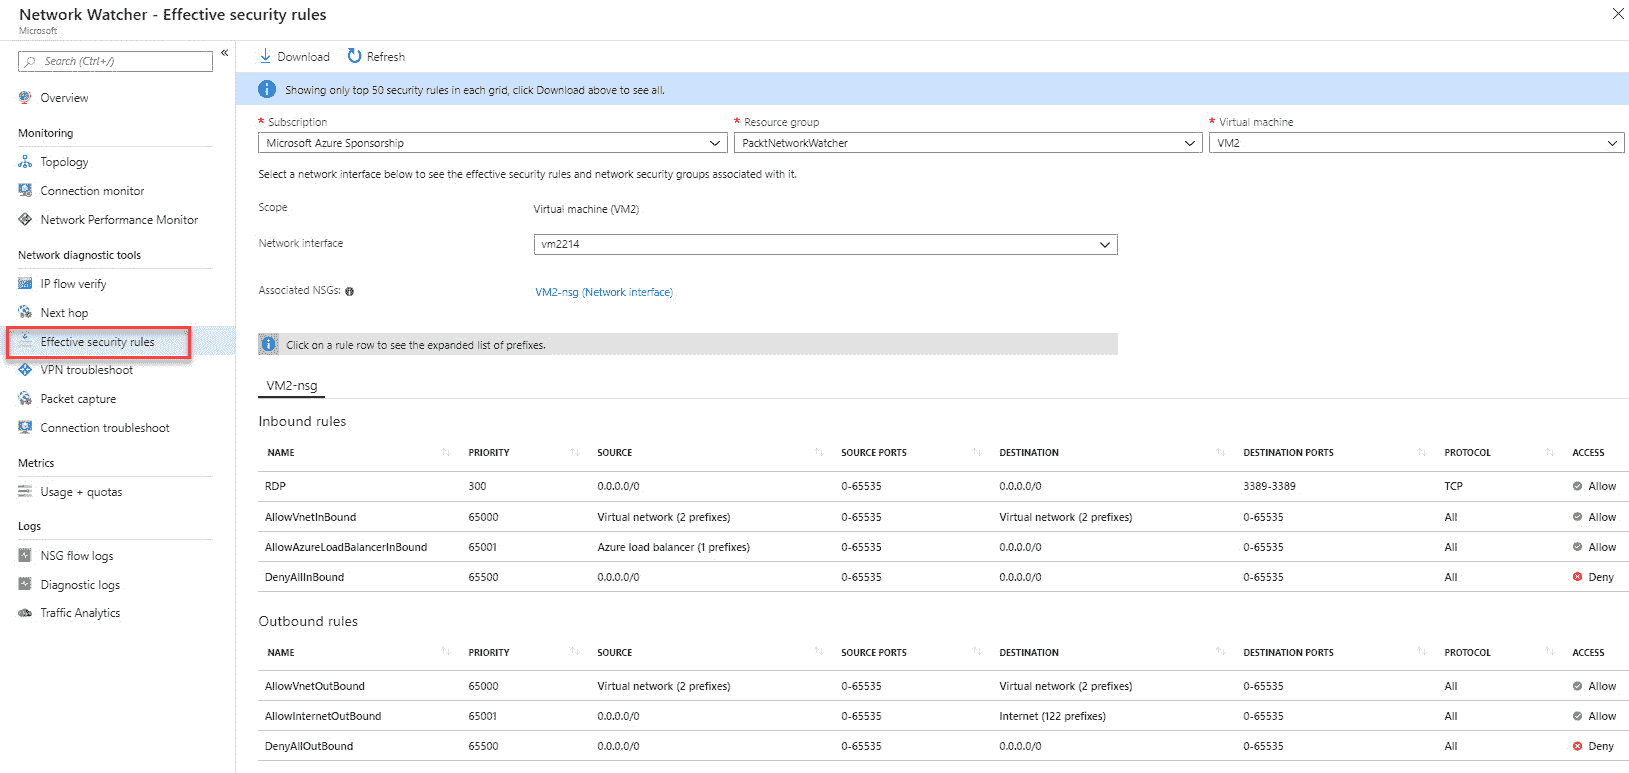 Network Watcher - Effective security rules
Microsoft
Search (Ctrl+/)
«
Overview
Monitoring
Topology
Connection monitor
Network Performance Monitor
Network diagnostic tools
IP flow verify
Next hop
Effective security rules
VPN troubleshoot
Packet capture
Connection troubleshoot
Metrics
Usage + quotas
Logs
NSG flow logs
Diagnostic logs
Traffic Analytics
Download Refresh
Showing only top 50 security rules in each grid, click Download above to see all.
* Subscription * Resource group * Virtual machine
Microsoft Azure Sponsorship PacktNetworkWatcher VM2
Select a network interface below to see the effective security rules and network security groups associated with it.
Scope Virtual machine (VM2)
Network interface vm2214
Associated NSGs: VM2-nsg (Network interface)
Click on a rule row to see the expanded list of prefixes.
VM2-nsg
Inbound rules
NAME PRIORITY SOURCE SOURCE PORTS DESTINATION DESTINATION PORTS PROTOCOL ACCESS
RDP 300 0.0.0.0/0 0-65535 0.0.0.0/0 3389-3389 TCP Allow
AllowVnetInBound 65000 Virtual network (2 prefixes) 0-65535 Virtual network (2 prefixes) 0-65535 All Allow
AllowAzureLoadBalancerInBound 65001 Azure load balancer (1 prefixes) 0-65535 0.0.0.0/0 0-65535 All Allow
DenyAllInBound 65500 0.0.0.0/0 0-65535 0.0.0.0/0 0-65535 All Deny
Outbound rules
NAME PRIORITY SOURCE SOURCE PORTS DESTINATION DESTINATION PORTS PROTOCOL ACCESS
AllowVnetOutBound 65000 Virtual network (2 prefixes) 0-65535 Virtual network (2 prefixes) 0-65535 All Allow
AllowInternetOutBound 65001 0.0.0.0/0 0-65535 Internet (122 prefixes) 0-65535 All Allow
DenyAllOutBound 65500 0.0.0.0/0 0-65535 0.0.0.0/0 0-65535 All Deny